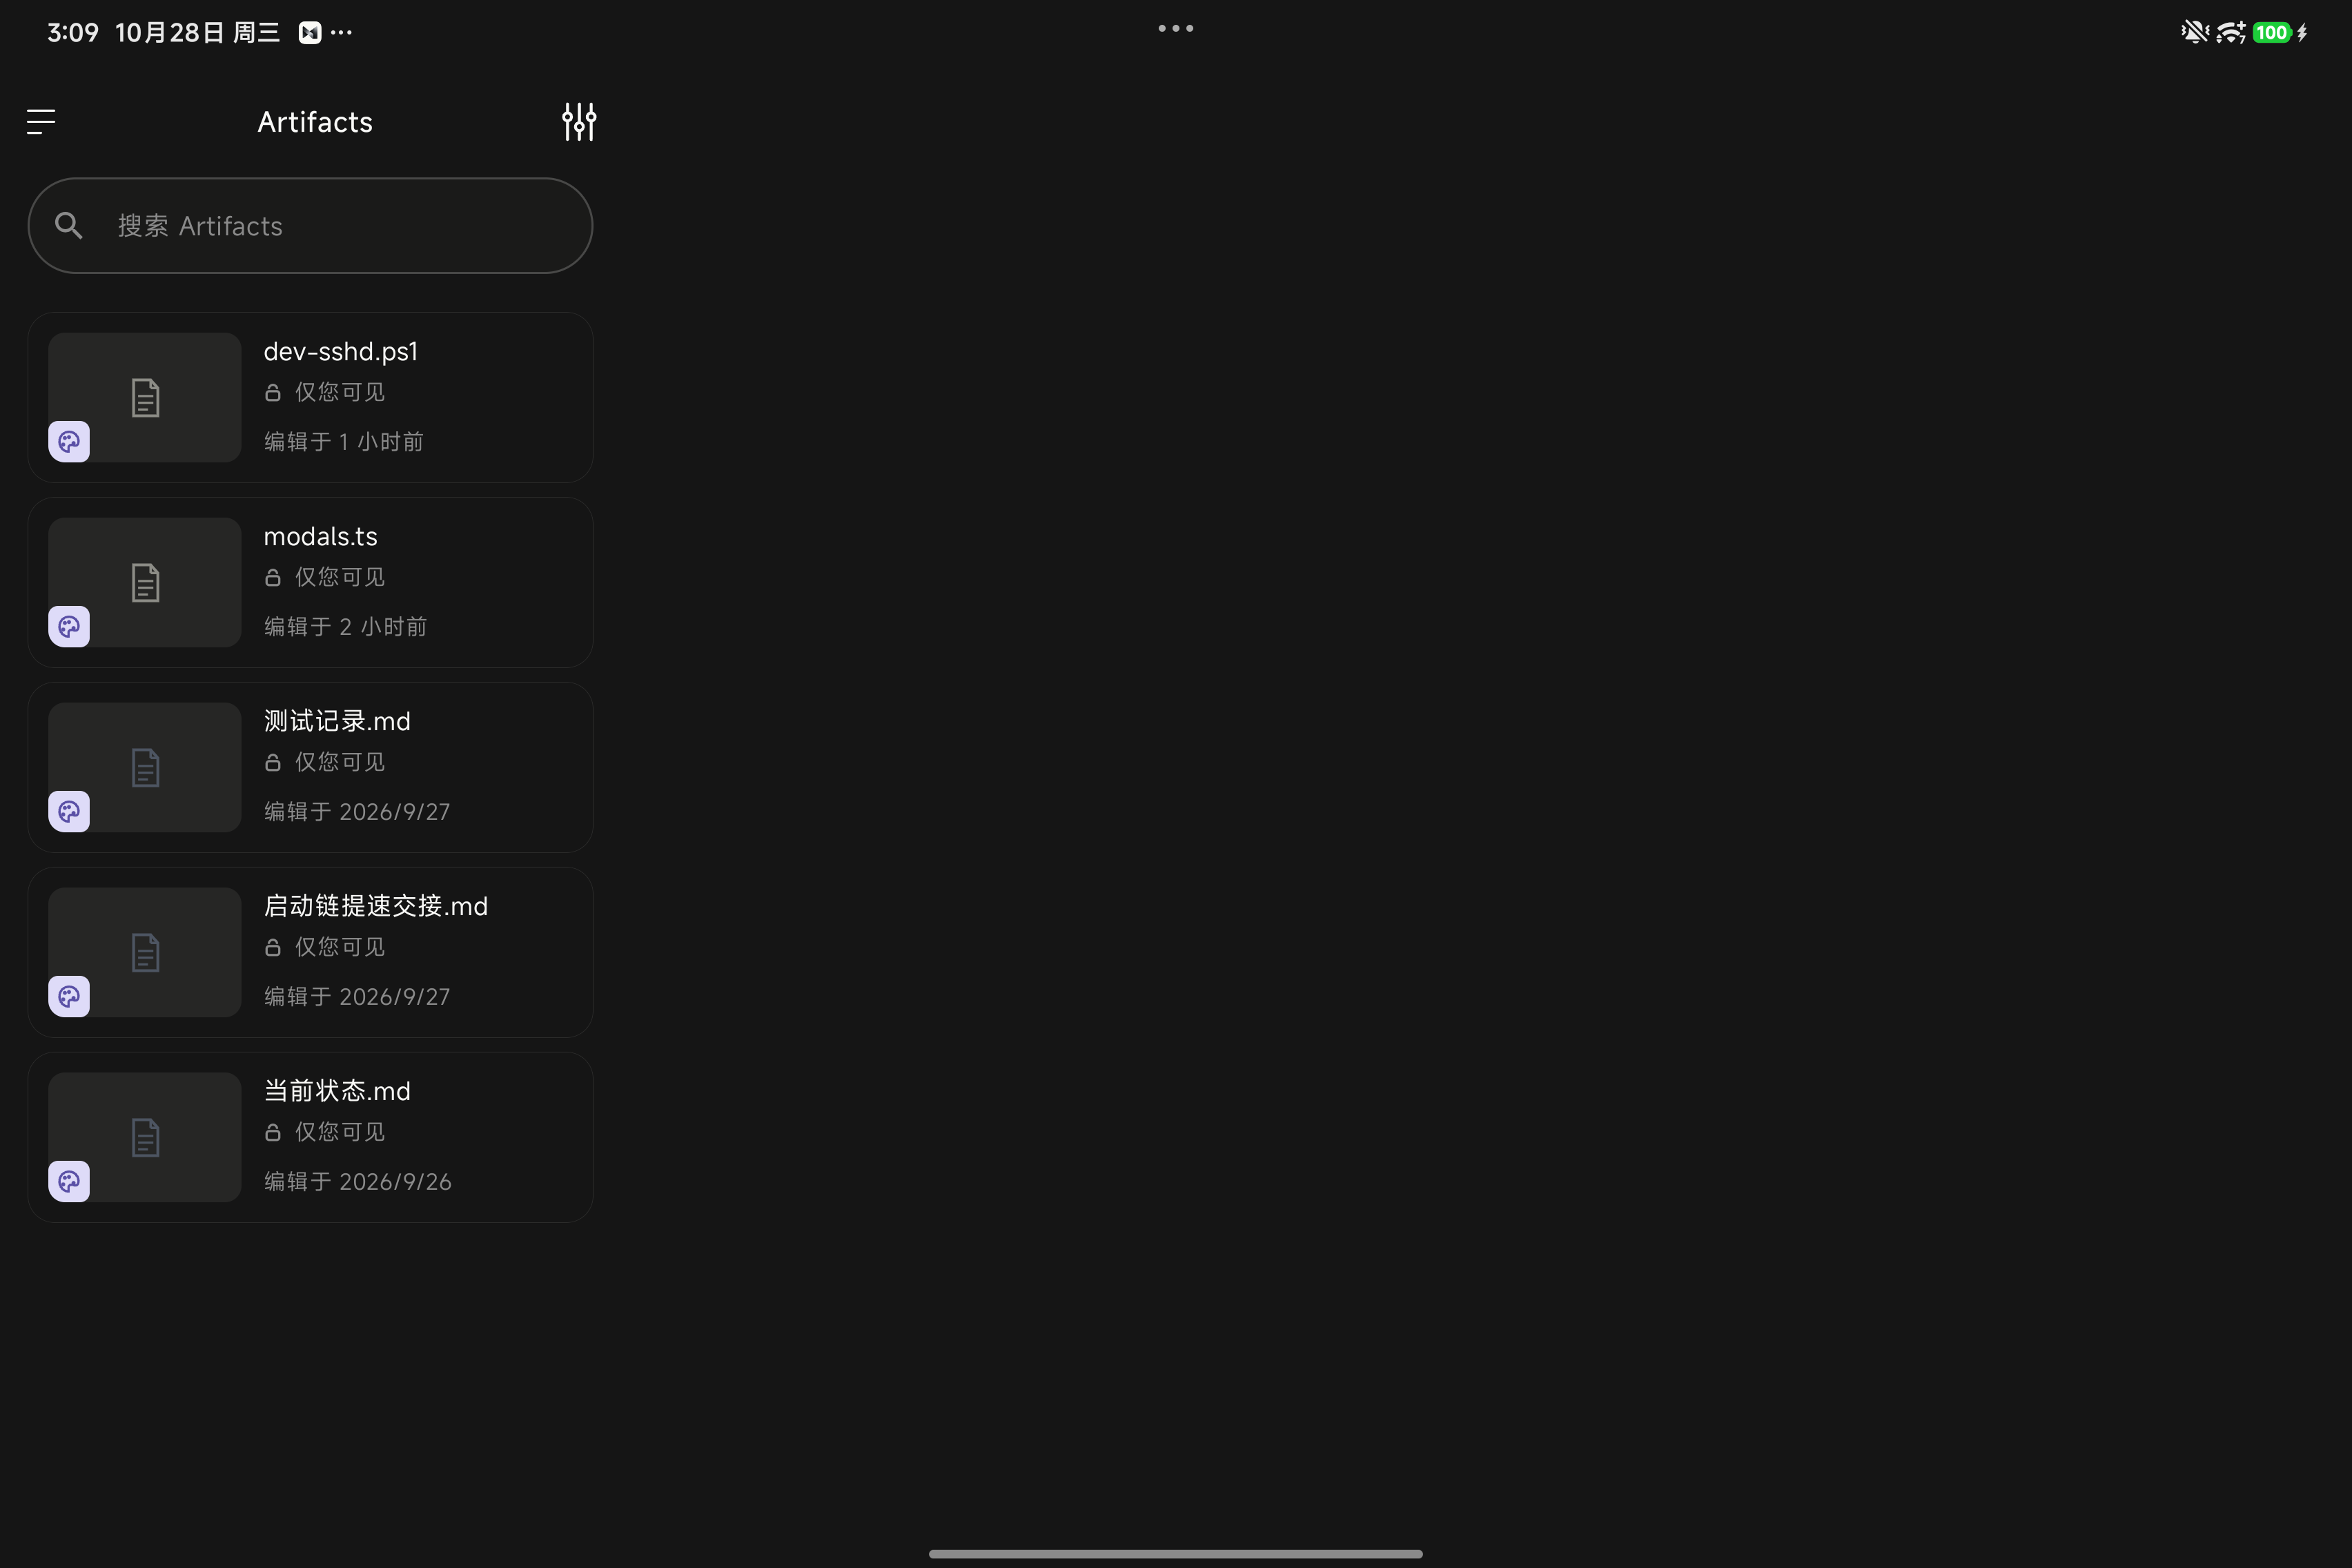 3:09 10月28日 周三 ···
7 100
Artifacts
搜索 Artifacts
dev-sshd.ps1
仅您可见
编辑于 1 小时前
modals.ts
仅您可见
编辑于 2 小时前
测试记录.md
仅您可见
编辑于 2026/9/27
启动链提速交接.md
仅您可见
编辑于 2026/9/27
当前状态.md
仅您可见
编辑于 2026/9/26